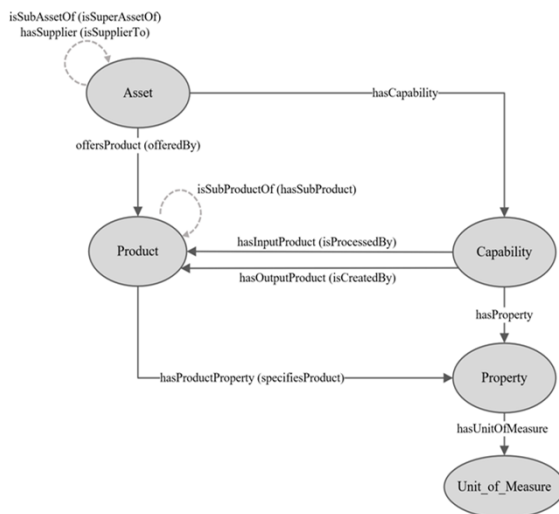 isSubAssetOf (isSuperAssetOf)
hasSupplier (isSupplierTo)
Asset
hasCapability
offersProduct (offeredBy)
isSubProductOf (hasSubProduct)
Product
hasInputProduct (isProcessedBy)
Capability
hasOutputProduct (isCreatedBy)
hasProperty
hasProductProperty (specifiesProduct)
Property
hasUnitOfMeasure
Unit_of_Measure